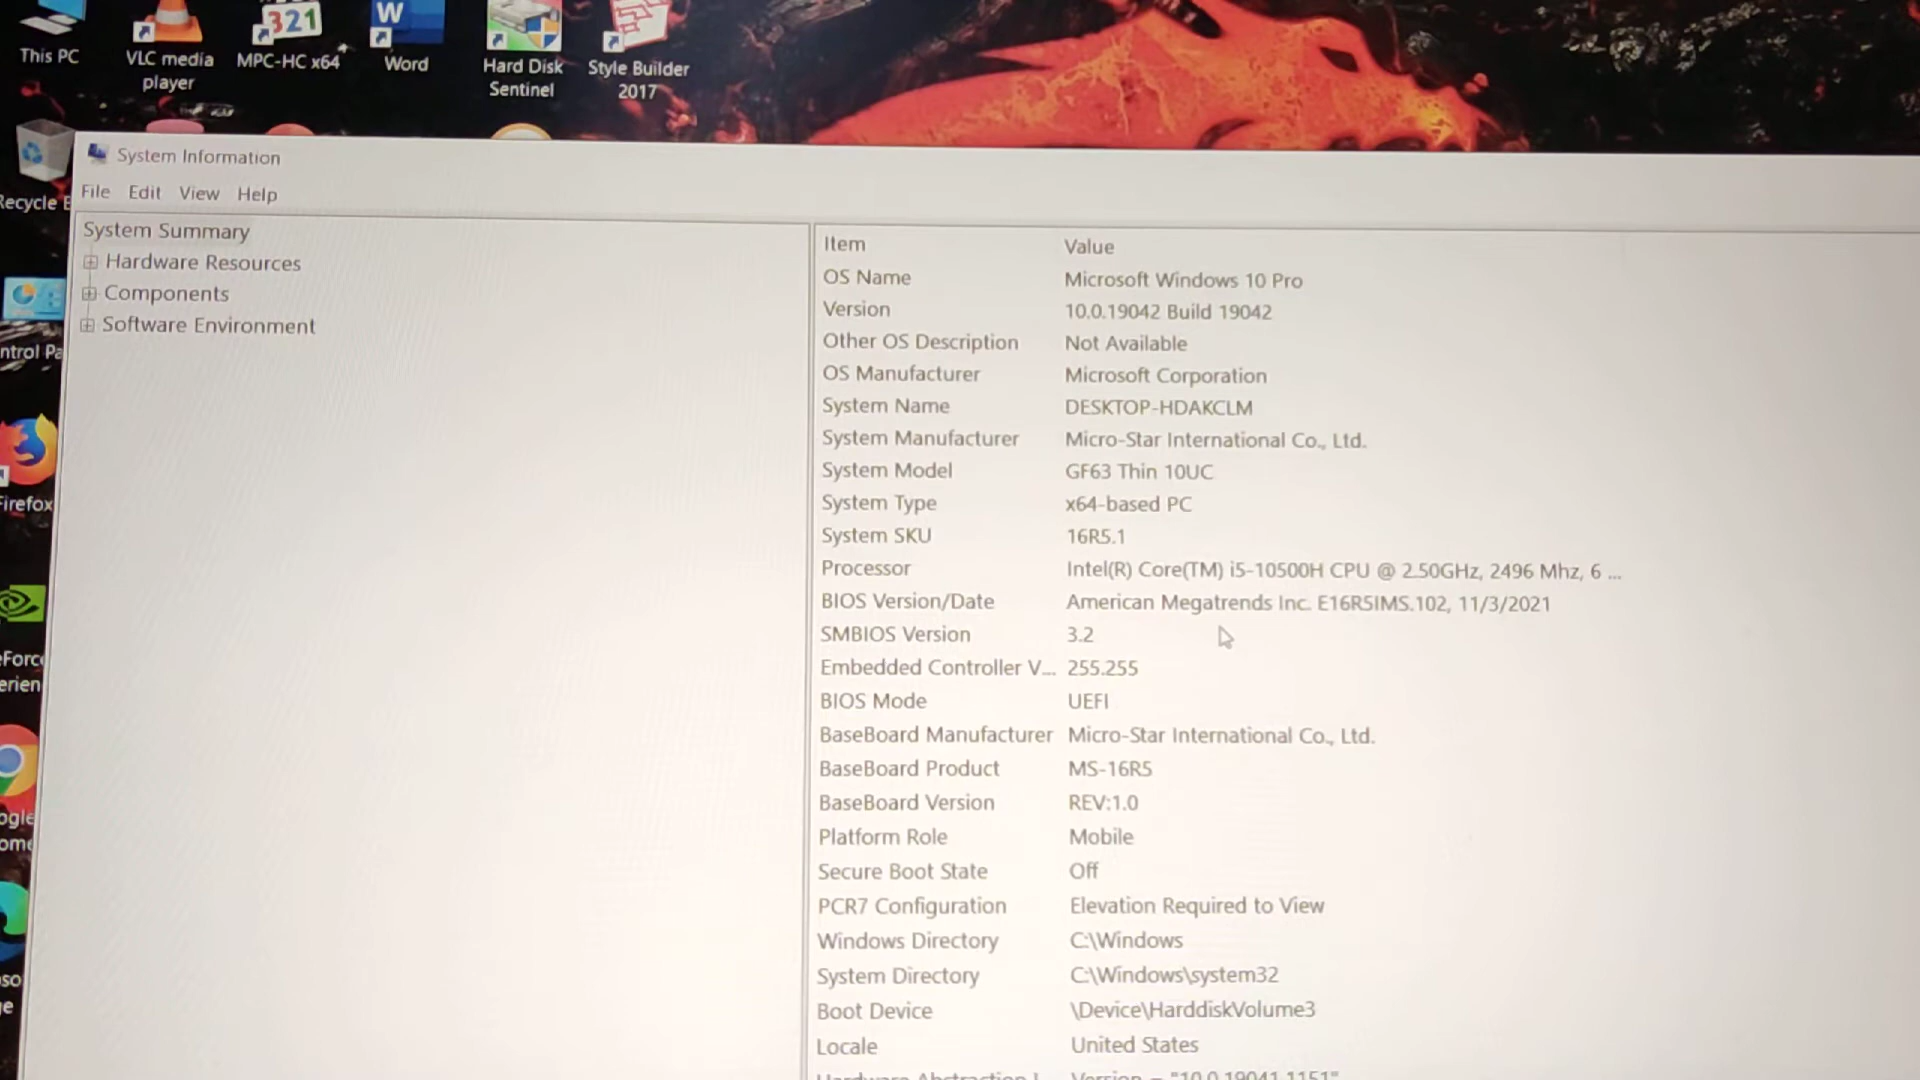 This PC
VLC media
player
321
MPC-HC x64
W
Word
Hard Disk
Sentinel
Style Builder
2017
Recycle
Firefox
System Information
File Edit View Help
System Summary
Hardware Resources
Components
Software Environment
Item Value
OS Name Microsoft Windows 10 Pro
Version 10.0.19042 Build 19042
Other OS Description Not Available
OS Manufacturer Microsoft Corporation
System Name DESKTOP-HDAKCLM
System Manufacturer Micro-Star International Co., Ltd.
System Model GF63 Thin 10UC
System Type x64-based PC
System SKU 16R5.1
Processor Intel(R) Core(TM) i5-10500H CPU @ 2.50GHz, 2496 Mhz, 6 ...
BIOS Version/Date American Megatrends Inc. E16R5IMS.102, 11/3/2021
SMBIOS Version 3.2
Embedded Controller V... 255.255
BIOS Mode UEFI
BaseBoard Manufacturer Micro-Star International Co., Ltd.
BaseBoard Product MS-16R5
BaseBoard Version REV:1.0
Platform Role Mobile
Secure Boot State Off
PCR7 Configuration Elevation Required to View
Windows Directory C:\Windows
System Directory C:\Windows\system32
Boot Device \Device\HarddiskVolume3
Locale United States
Version = "10.0.19041.1151"